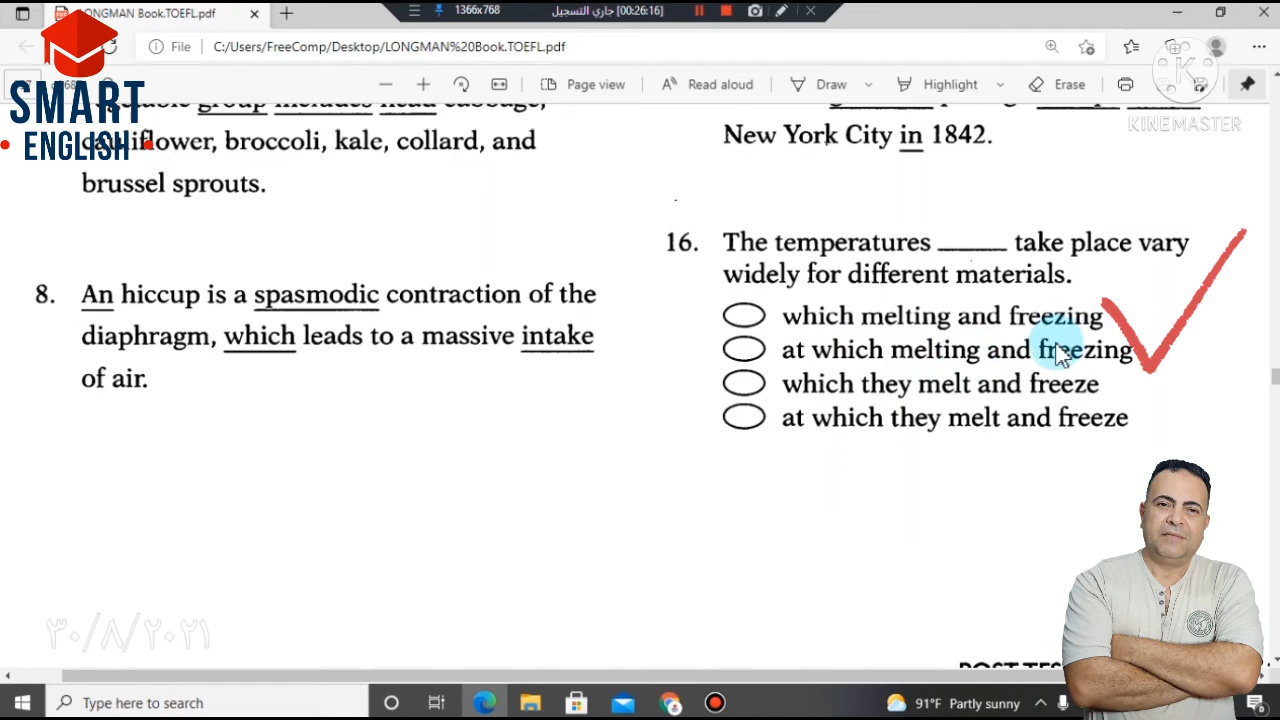 LONGMAN Book.TOEFL.pdf
1366x768
[00:26:16] جاري التسجيل
File
C:/Users/FreeComp/Desktop/LONGMAN%20Book.TOEFL.pdf
Page view
Read aloud
Draw
Highlight
Erase
SMART
ENGLISH
KINEMASTER
group includes head cabbage,
cauliflower, broccoli, kale, collard, and
brussel sprouts.
8. An hiccup is a spasmodic contraction of the
diaphragm, which leads to a massive intake
of air.
New York City in 1842.
16. The temperatures _____ take place vary
widely for different materials.
which melting and freezing
at which melting and freezing
which they melt and freeze
at which they melt and freeze
٣٠/٨/٢٠٢١
Type here to search
91°F Partly sunny